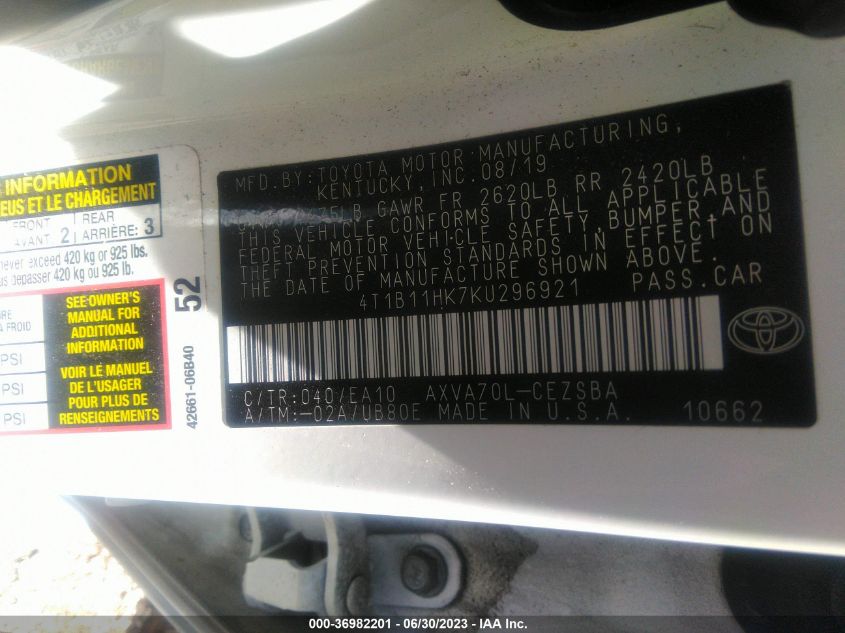 INFORMATION
EUS ET LE CHARGEMENT
FRONT
AVANT 2
REAR
ARRIÈRE: 3
never exceed 420 kg or 925 lbs.
is dépasser 420 kg ou 925 lb.
A FROID
PSI
PSI
PSI
SEE OWNER'S
MANUAL FOR
ADDITIONAL
INFORMATION
VOIR LE MANUEL
DE L'USAGER
POUR PLUS DE
RENSEIGNEMENTS
52
42661-06B40
MFD. BY: TOYOTA MOTOR MANUFACTURING,
KENTUCKY, INC. 08/19
GAWR FR 2620LB RR 2420LB
THIS VEHICLE CONFORMS TO ALL APPLICABLE
FEDERAL MOTOR VEHICLE SAFETY, BUMPER, AND
THEFT PREVENTION STANDARDS IN EFFECT ON
THE DATE OF MANUFACTURE SHOWN ABOVE.
4T1B11HK7KU296921 PASS. CAR
C/TR: 040/EA10 AXVA70L-CEZSBA
A/TM:-02A/UB80E MADE IN U.S.A. 10662
000-36982201 - 06/30/2023 - IAA Inc.